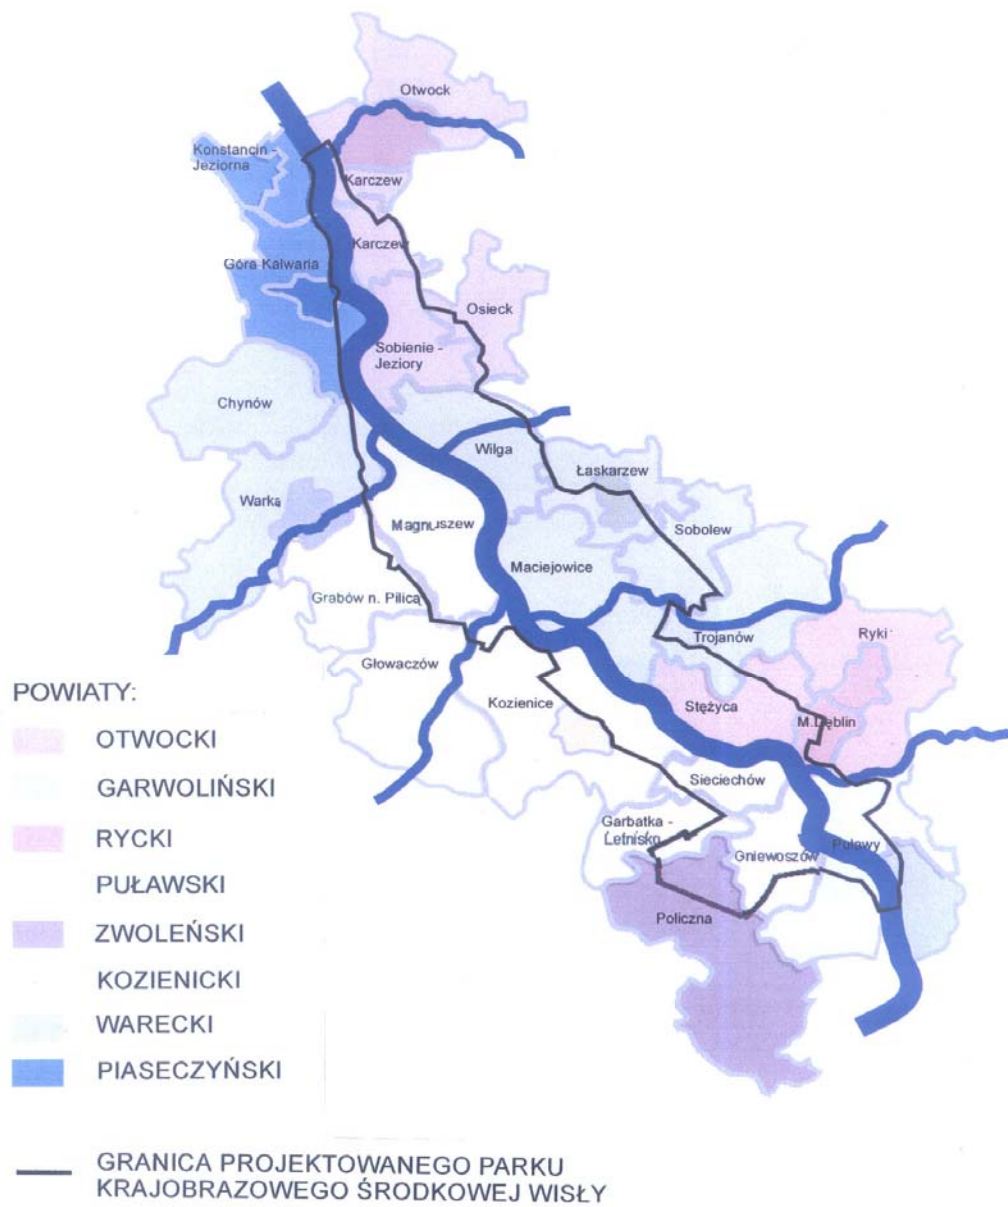 Otwock
Konstancin -
Jeziorna
Karczew
Karczew
Góra Kalwaria
Osieck
Sobienie -
Jeziory
Chynów
Wilga
Łaskarzew
Warka
Magnuszew
Sobolew
Maciejowice
Grabów n. Pilicą
Trojanów
Ryki
Głowaczów
Kozienice
Stężyca
M.Dęblin
Sieciechów
Garbatka -
Letnisko
Gniewoszów
Puławy
Policzna
POWIATY:
OTWOCKI
GARWOLIŃSKI
RYCKI
PUŁAWSKI
ZWOLEŃSKI
KOZIENICKI
WARECKI
PIASECZYŃSKI
GRANICA PROJEKTOWANEGO PARKU
KRAJOBRAZOWEGO ŚRODKOWEJ WISŁY